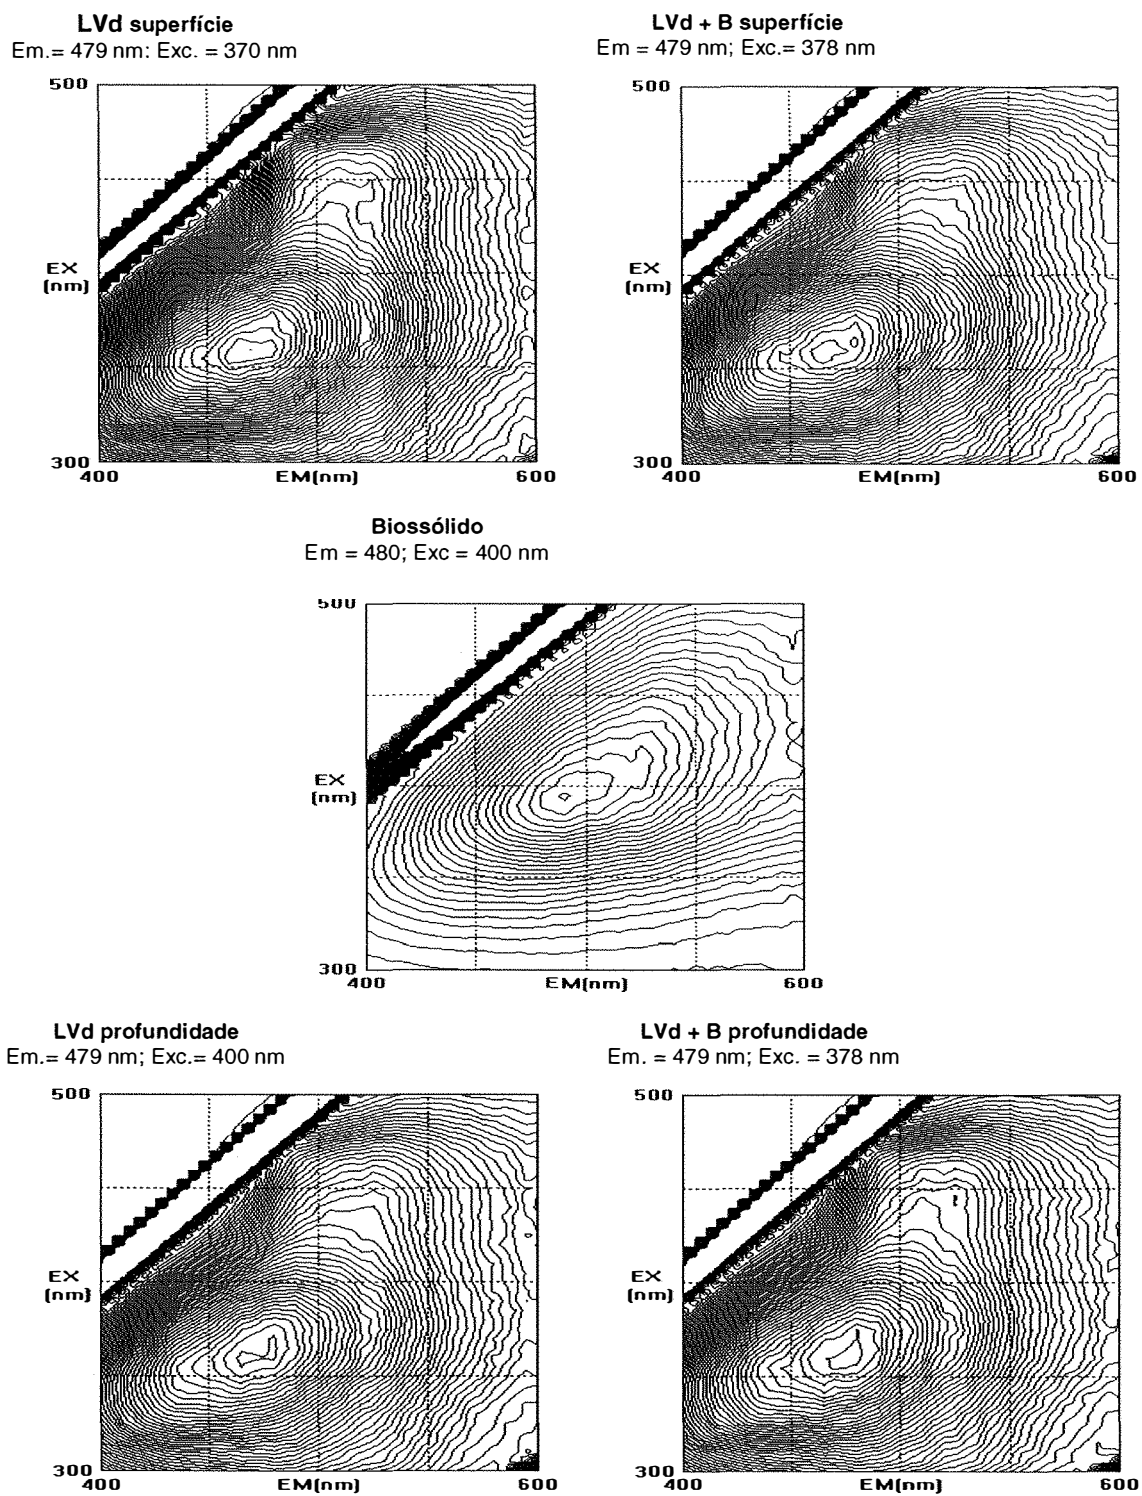 LVd superfície
Em.= 479 nm: Exc. = 370 nm
500
EX
(nm)
300
400
EM(nm)
600
LVd + B superfície
Em = 479 nm; Exc.= 378 nm
500
EX
(nm)
300
400
EM(nm)
600
Biossólido
Em = 480; Exc = 400 nm
500
EX
(nm)
300
400
EM(nm)
600
LVd profundidade
Em.= 479 nm; Exc.= 400 nm
500
EX
(nm)
300
400
EM(nm)
600
LVd + B profundidade
Em. = 479 nm; Exc. = 378 nm
500
EX
(nm)
300
400
EM(nm)
600